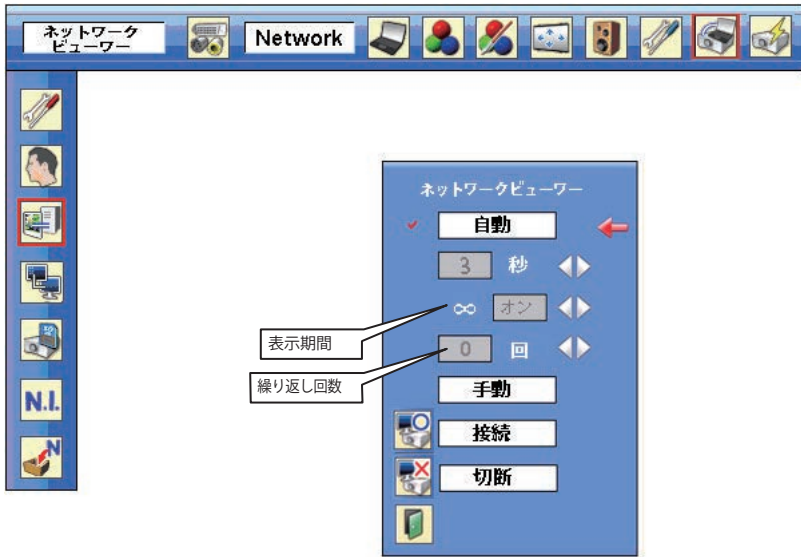 ネットワーク
ビューワー
Network
N.I.
N
ネットワークビューワー
自動
3 秒
∞ オン
表示期間
0 回
繰り返し回数
手動
接続
切断